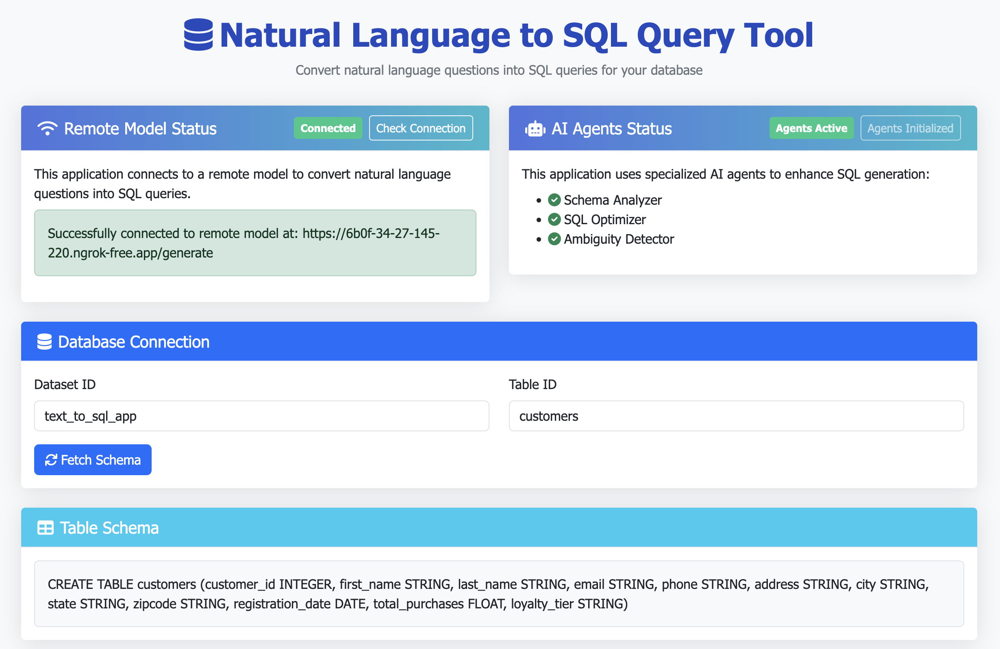 Natural Language to SQL Query Tool
Convert natural language questions into SQL queries for your database
Remote Model Status
Connected
Check Connection
This application connects to a remote model to convert natural language
questions into SQL queries.
Successfully connected to remote model at: https://6b0f-34-27-145-
220.ngrok-free.app/generate
AI Agents Status
Agents Active
Agents Initialized
This application uses specialized AI agents to enhance SQL generation:
Schema Analyzer
SQL Optimizer
Ambiguity Detector
Database Connection
Dataset ID
text_to_sql_app
Table ID
customers
Fetch Schema
Table Schema
CREATE TABLE customers (customer_id INTEGER, first_name STRING, last_name STRING, email STRING, phone STRING, address STRING, city STRING,
state STRING, zipcode STRING, registration_date DATE, total_purchases FLOAT, loyalty_tier STRING)